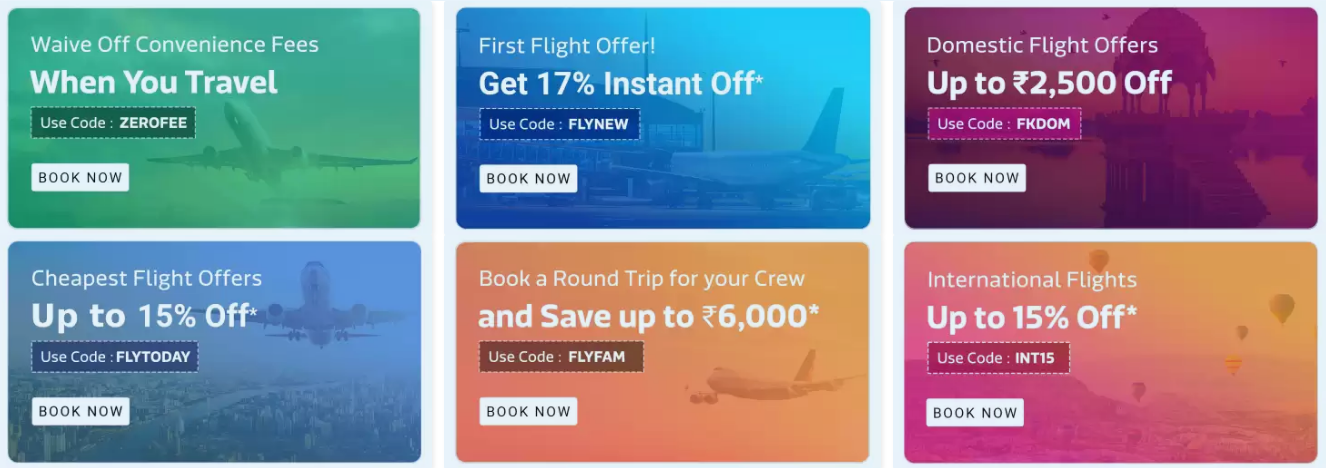 Waive Off Convenience Fees
When You Travel
Use Code : ZEROFEE
BOOK NOW
First Flight Offer!
Get 17% Instant Off*
Use Code : FLYNEW
BOOK NOW
Domestic Flight Offers
Up to ₹2,500 Off
Use Code : FKDOM
BOOK NOW
Cheapest Flight Offers
Up to 15% Off*
Use Code : FLYTODAY
BOOK NOW
Book a Round Trip for your Crew
and Save up to ₹6,000*
Use Code : FLYFAM
BOOK NOW
International Flights
Up to 15% Off*
Use Code : INT15
BOOK NOW